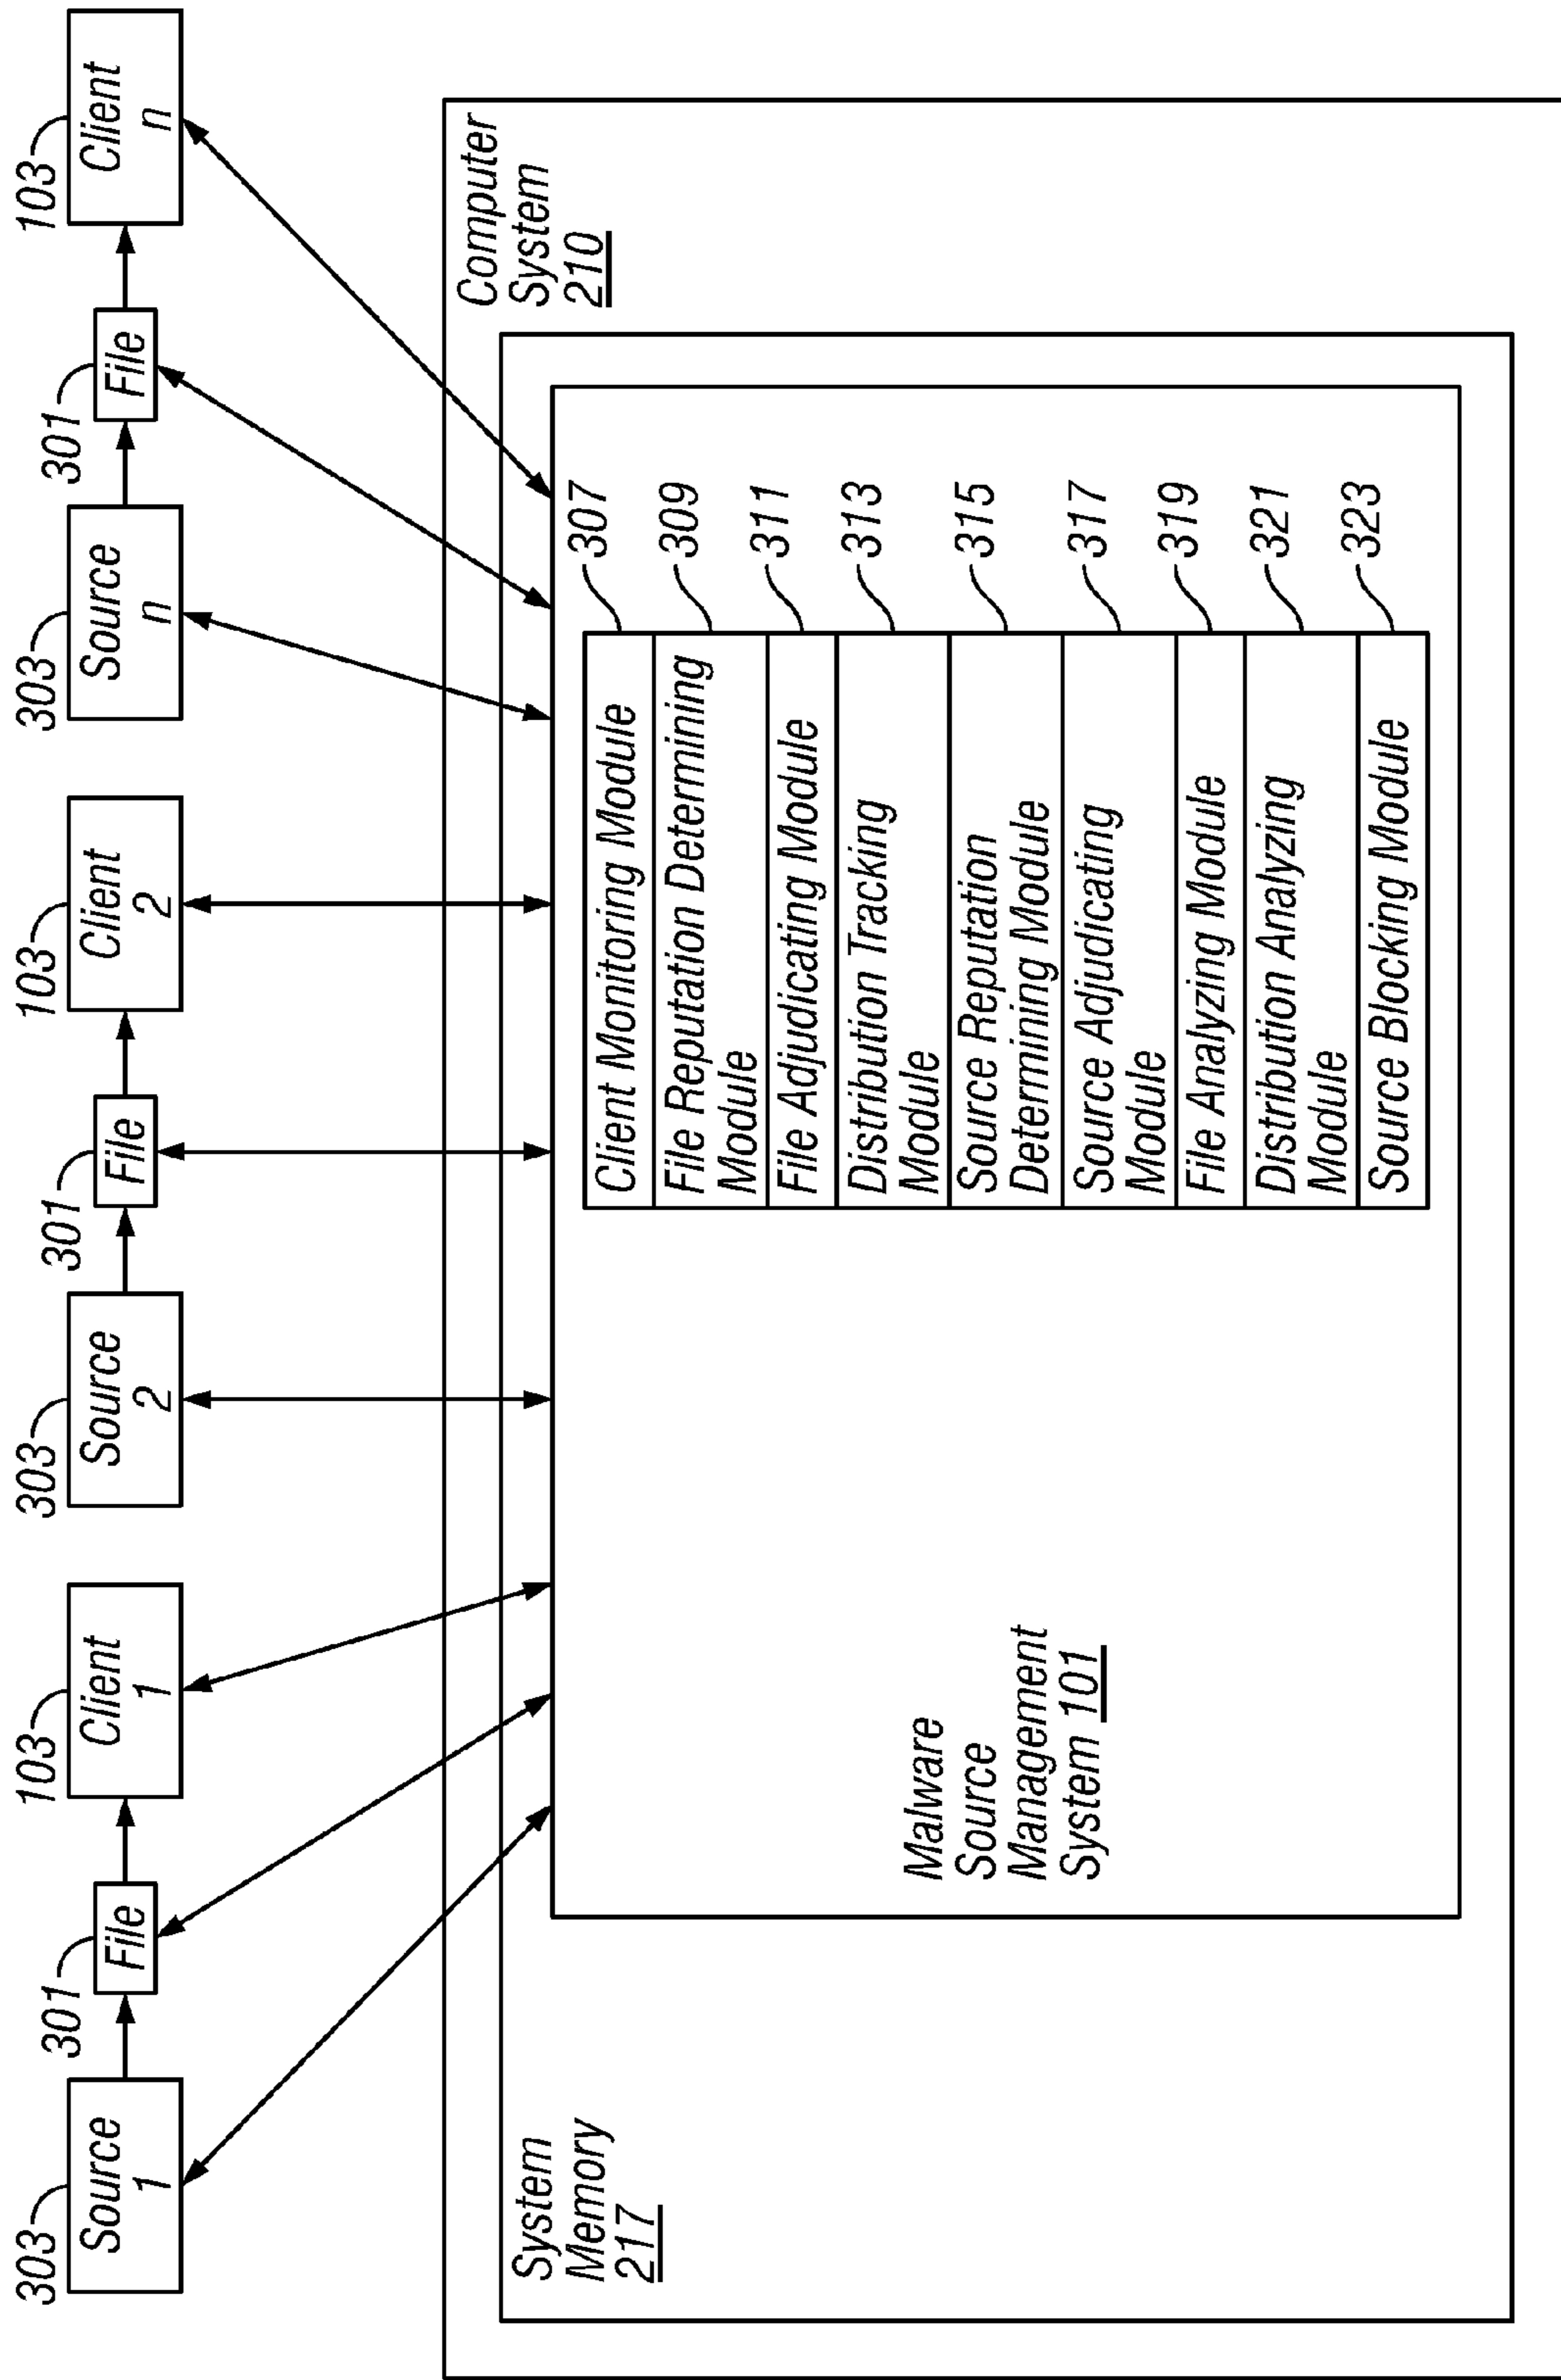 303
Source
1
301
File
103
Client
1
303
Source
2
301
File
103
Client
2
303
Source
n
301
File
103
Client
n
Computer
System
210
System
Memory
217
Malware
Source
Management
System 101
Client Monitoring Module
307
File Reputation Determining
Module
309
File Adjudicating Module
311
Distribution Tracking
Module
313
Source Reputation
Determining Module
315
Source Adjudicating
Module
317
File Analyzing Module
319
Distribution Analyzing
Module
321
Source Blocking Module
323